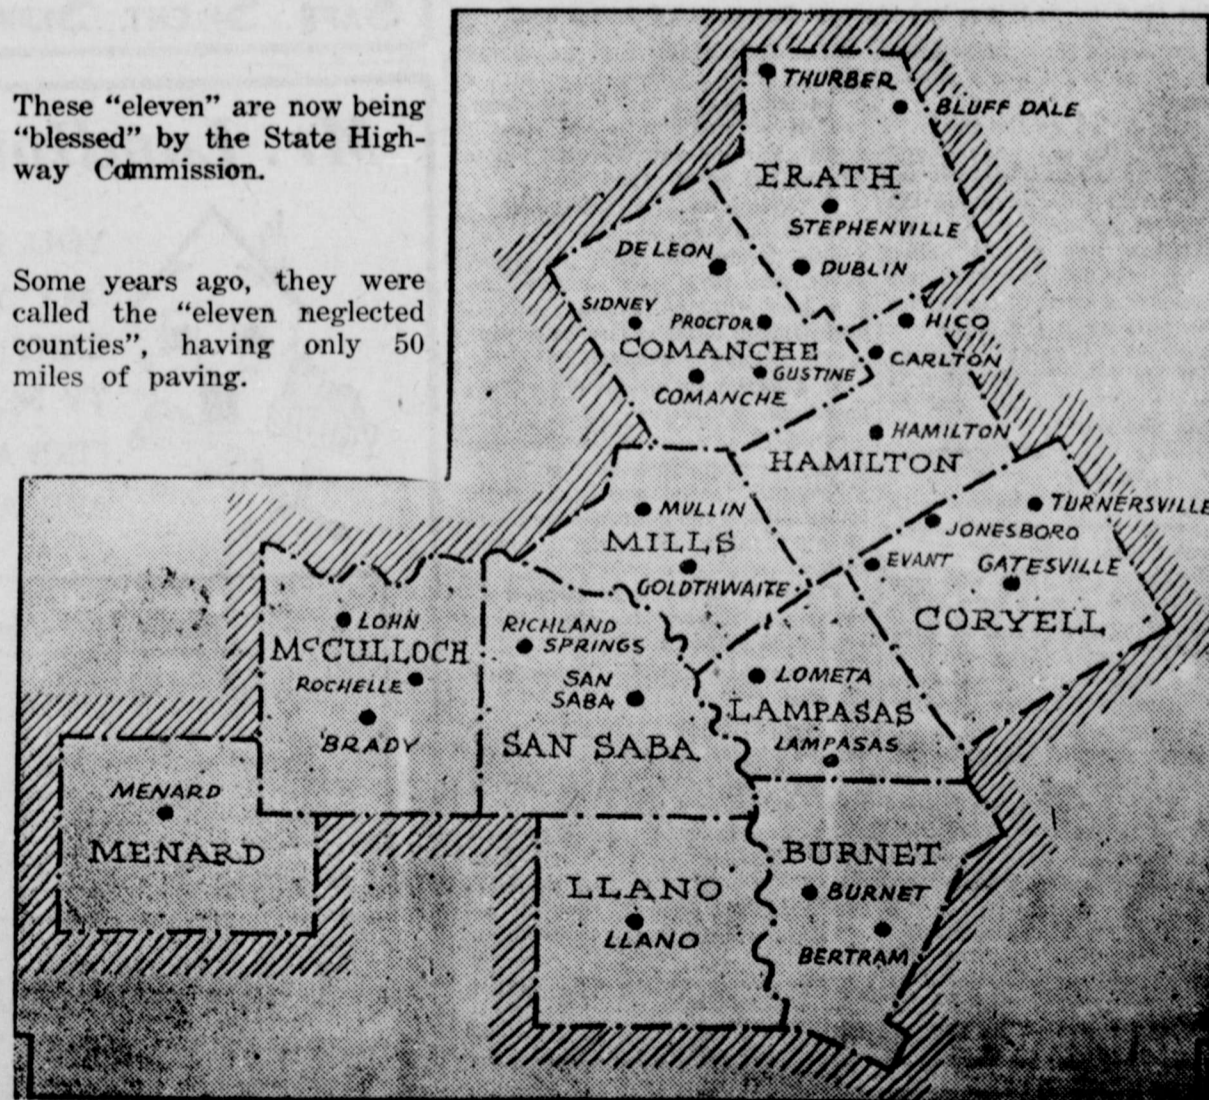 These "eleven" are now being
"blessed" by the State High-
way Commission.
Some years ago, they were
called the "eleven neglected
counties", having only 50
miles of paving.
THURBER
BLUFF DALE
ERATH
STEPHENVILLE
DE LEON
DUBLIN
SIDNEY
PROCTOR
HICO
COMANCHE
CARLTON
GUSTINE
COMANCHE
HAMILTON
HAMILTON
MULLIN
TURNERSVILLE
JONESBORO
MILLS
EVANT
GATESVILLE
GOLDTHWAITE
CORYELL
LOHN
RICHLAND
SPRINGS
McCULLOCH
ROCHELLE
SAN
SABA
LOMETA
LAMPASAS
BRADY
SAN SABA
LAMPASAS
MENARD
MENARD
BURNET
LLANO
BURNET
LLANO
BERTRAM